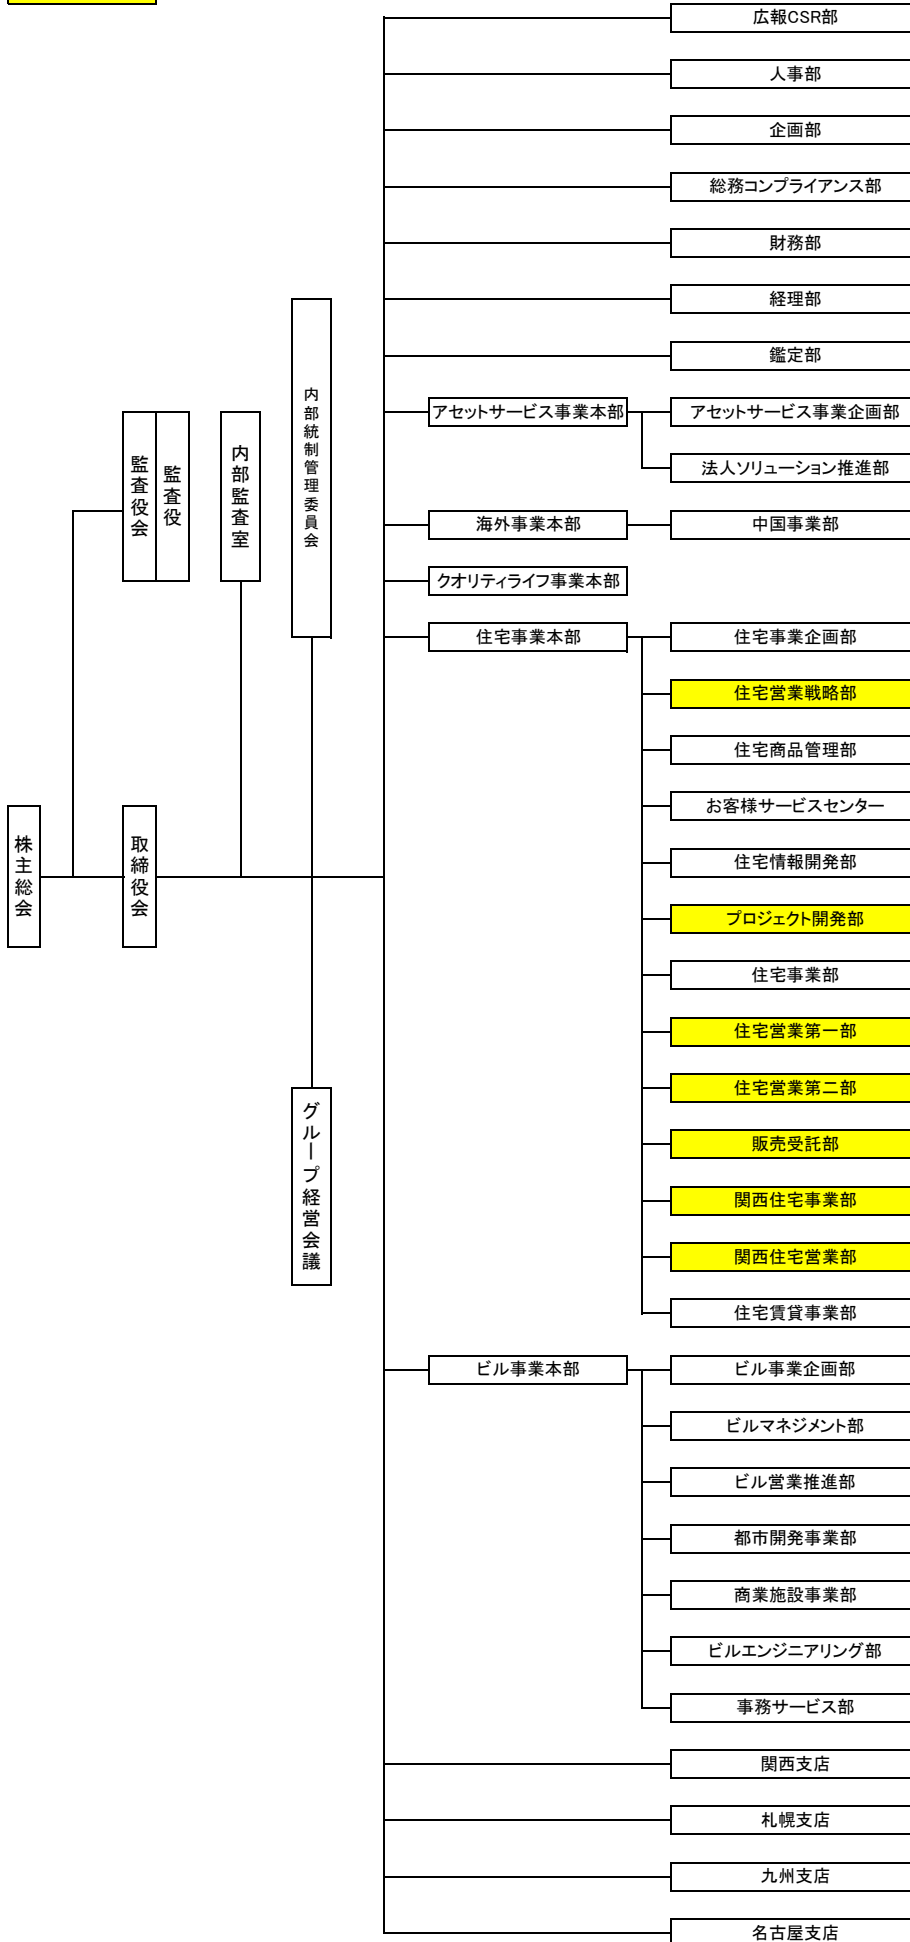 広報CSR部
人事部
企画部
総務コンプライアンス部
財務部
経理部
鑑定部
内部統制管理委員会
監査役会
監査役
内部監査室
アセットサービス事業本部
アセットサービス事業企画部
法人ソリューション推進部
海外事業本部
中国事業部
クオリティライフ事業本部
住宅事業本部
住宅事業企画部
住宅営業戦略部
住宅商品管理部
お客様サービスセンター
住宅情報開発部
株主総会
取締役会
プロジェクト開発部
住宅事業部
住宅営業第一部
住宅営業第二部
販売受託部
関西住宅事業部
関西住宅営業部
住宅賃貸事業部
グループ経営会議
ビル事業本部
ビル事業企画部
ビルマネジメント部
ビル営業推進部
都市開発事業部
商業施設事業部
ビルエンジニアリング部
事務サービス部
関西支店
札幌支店
九州支店
名古屋支店